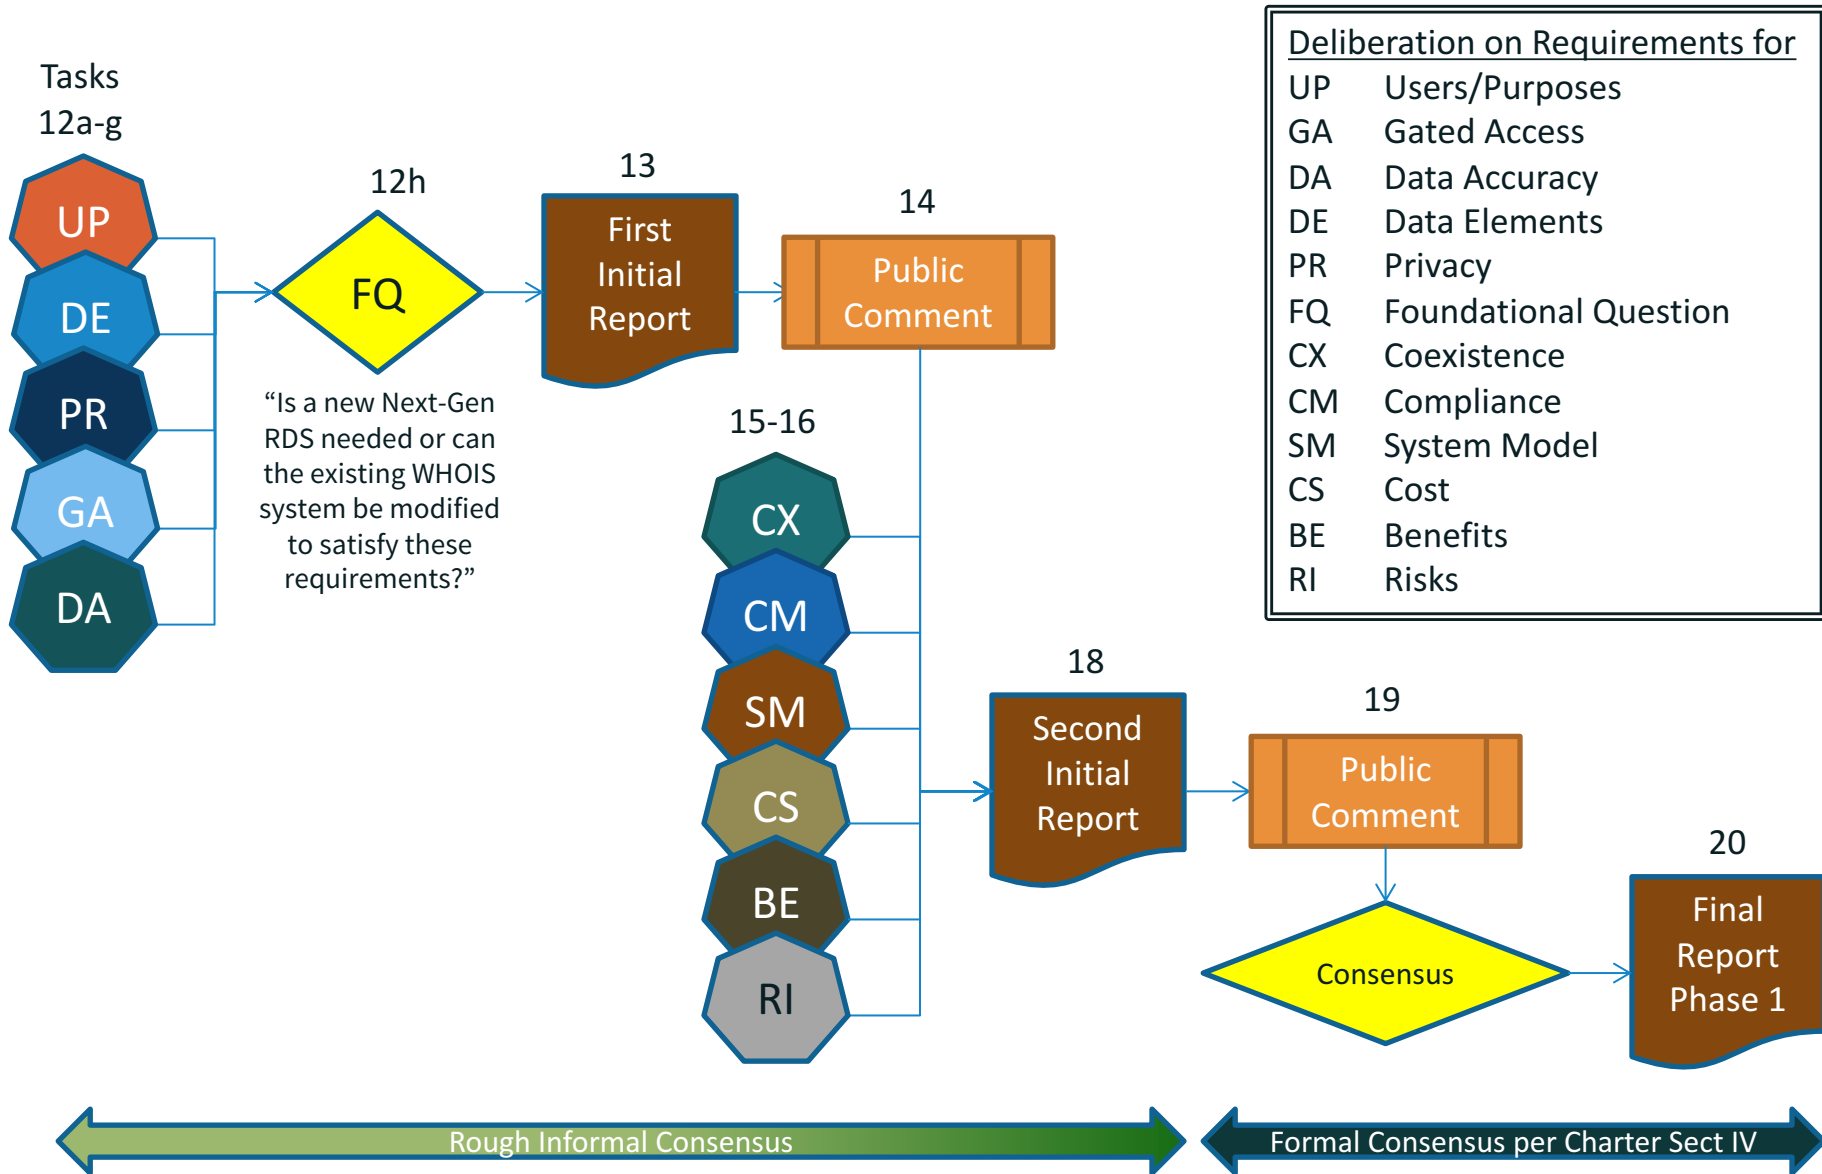 Tasks
12a-g
UP
DE
PR
GA
DA
12h
FQ
“Is a new Next-Gen
RDS needed or can
the existing WHOIS
system be modified
to satisfy these
requirements?”
13
First
Initial
Report
14
Public
Comment
15-16
CX
CM
SM
CS
BE
RI
18
Second
Initial
Report
19
Public
Comment
Consensus
20
Final
Report
Phase 1
Deliberation on Requirements for
UP Users/Purposes
GA Gated Access
DA Data Accuracy
DE Data Elements
PR Privacy
FQ Foundational Question
CX Coexistence
CM Compliance
SM System Model
CS Cost
BE Benefits
RI Risks
Rough Informal Consensus
Formal Consensus per Charter Sect IV